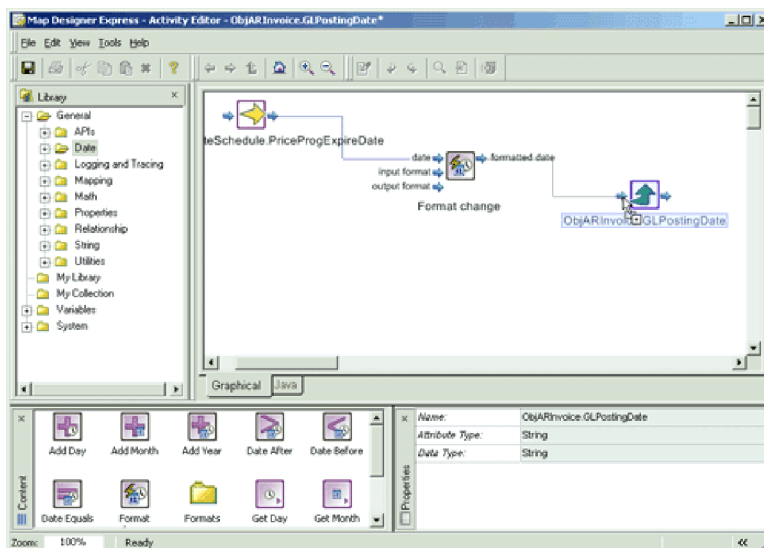 Map Designer Express - Activity Editor - ObjARInvoice.GLPostingDate*
File Edit View Tools Help
Library
General
APIs
Date
Logging and Tracing
Mapping
Math
Properties
Relationship
String
Utilities
My Library
My Collection
Variables
System
teSchedule.PriceProgExpireDate
date
input format
output format
formatted date
Format change
ObjARInvoice.GLPostingDate
Graphical Java
Content
Add Day Add Month Add Year Date After Date Before
Date Equals Format Formats Get Day Get Month
Properties
Name: ObjARInvoice.GLPostingDate
Attribute Type: String
Data Type: String
Zoom: 100% Ready